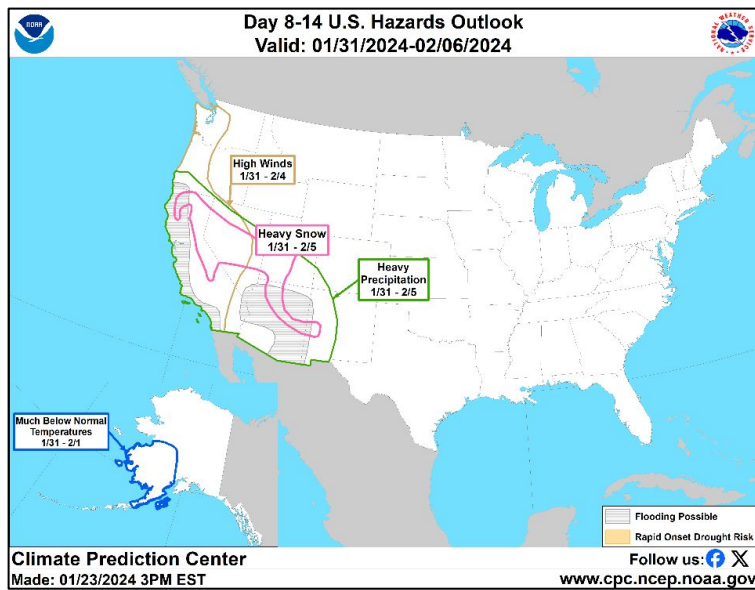 Day 8-14 U.S. Hazards Outlook
Valid: 01/31/2024-02/06/2024
NOAA
High Winds
1/31 - 2/4
Heavy Snow
1/31 - 2/5
Heavy
Precipitation
1/31 - 2/5
Much Below Normal
Temperatures
1/31 - 2/1
Flooding Possible
Rapid Onset Drought Risk
Climate Prediction Center
Made: 01/23/2024 3PM EST
Follow us:
www.cpc.ncep.noaa.gov